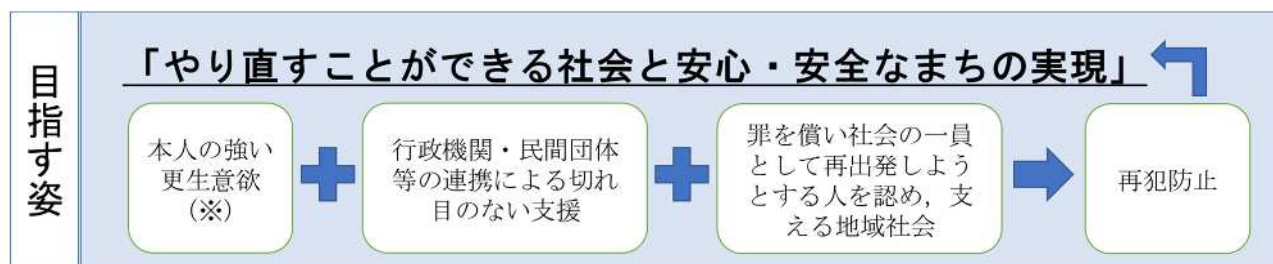 目指す姿
「やり直すことができる社会と安心・安全なまちの実現」
本人の強い
更生意欲
(※)
行政機関・民間団体
等の連携による切れ
目のない支援
罪を償い社会の一員
として再出発しよう
とする人を認め，支
える地域社会
再犯防止